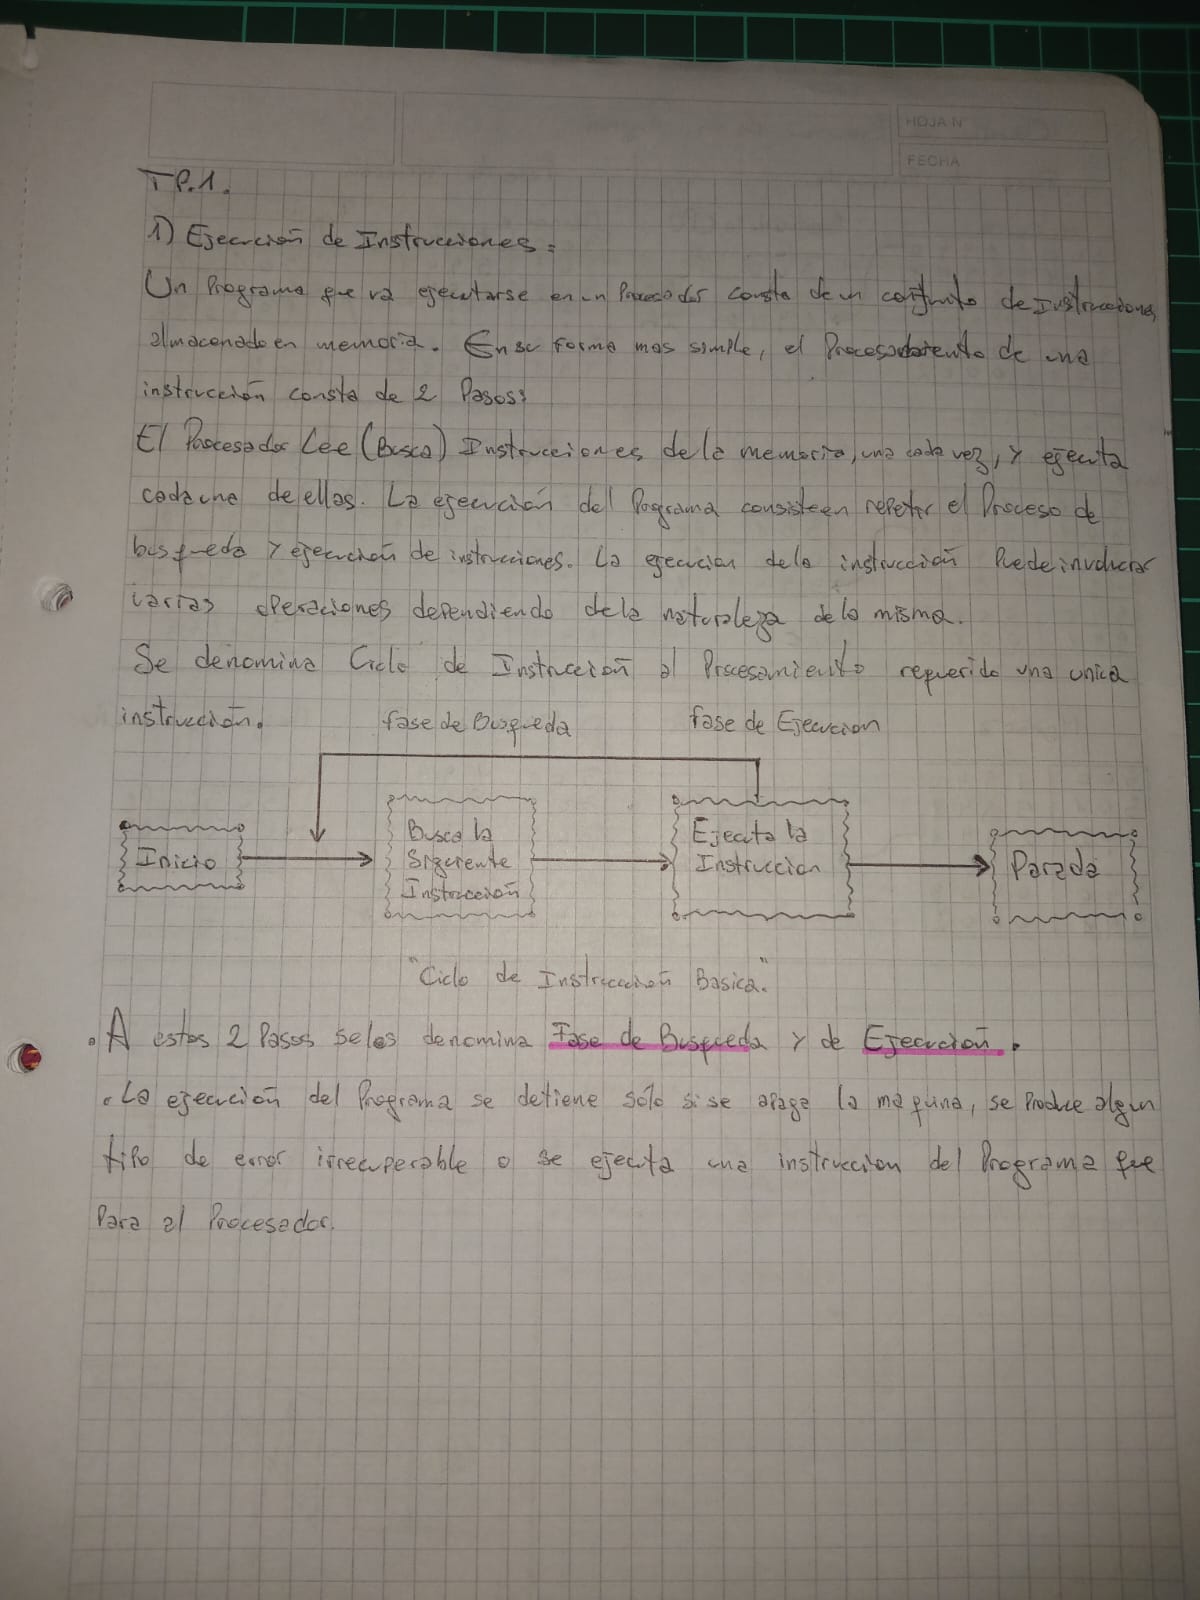 HOJA N
FECHA
TP.1.
1) Ejecución de Instrucciones:
Un Programa que va ejecutarse en un Procesador consta de un conjunto de Instrucciones
almacenado en memoria. En su forma mas simple, el Procesamiento de una
instrucción consta de 2 Pasos:
El Procesador Lee (Busca) Instrucciones de la memoria, una cada vez, y ejecuta
cada una de ellas. La ejecución del Programa consiste en repetir el Proceso de
busqueda y ejecución de instrucciones. La ejecucion de la instrucción Puede involucrar
varias operaciones dependiendo de la naturaleza de la misma.
Se denomina Ciclo de Instrucción al Procesamiento requerido una unica
instrucción.
fase de Busqueda
fase de Ejecucion
Inicio
Busca la
Siguiente
Instrucción
Ejecuta la
Instruccion
Parada
"Ciclo de Instrucción Basica."
. A estos 2 Pasos se los denomina Fase de Busqueda y de Ejecución.
. La ejecución del Programa se detiene sólo si se apaga la maquina, se Produce algun
tipo de error irrecuperable o se ejecuta una instruccion del Programa que
Para al Procesador.